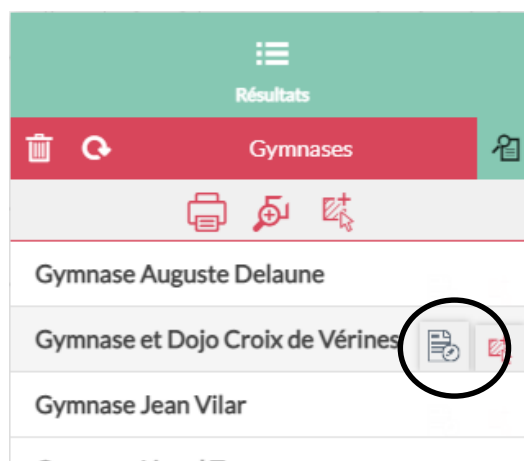 Résultats
Gymnases
Gymnase Auguste Delaune
Gymnase et Dojo Croix de Vérines
Gymnase Jean Vilar